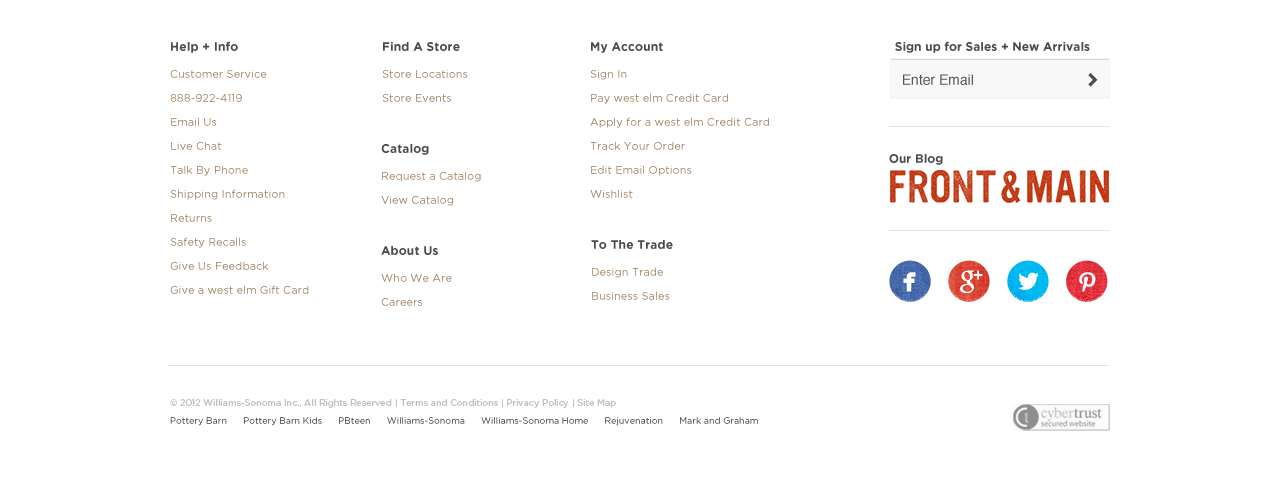 Help + Info
Customer Service
888-922-4119
Email Us
Live Chat
Talk By Phone
Shipping Information
Returns
Safety Recalls
Give Us Feedback
Give a west elm Gift Card
Find A Store
Store Locations
Store Events
Catalog
Request a Catalog
View Catalog
About Us
Who We Are
Careers
My Account
Sign In
Pay west elm Credit Card
Apply for a west elm Credit Card
Track Your Order
Edit Email Options
Wishlist
To The Trade
Design Trade
Business Sales
Sign up for Sales + New Arrivals
Enter Email
Our Blog
FRONT & MAIN
f
g+
© 2012 Williams-Sonoma Inc., All Rights Reserved | Terms and Conditions | Privacy Policy | Site Map
Pottery Barn Pottery Barn Kids PBteen Williams-Sonoma Williams-Sonoma Home Rejuvenation Mark and Graham
cybertrust
secured website